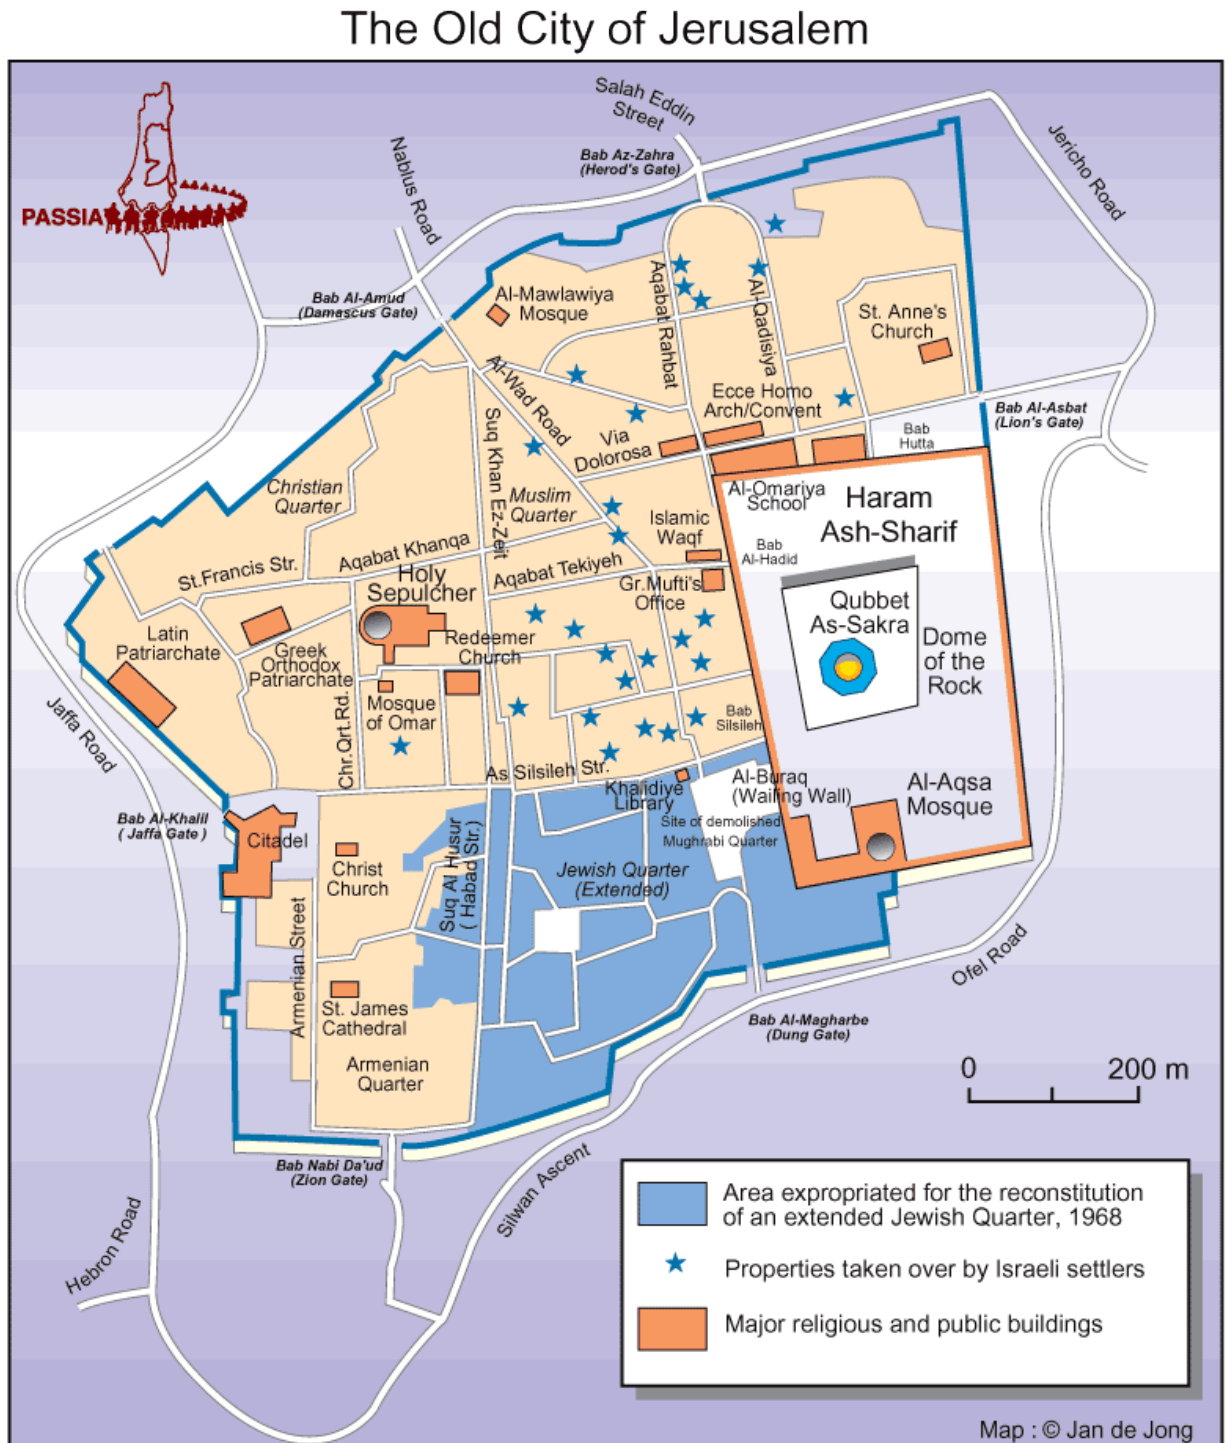 The Old City of Jerusalem
PASSIA
Salah Eddin
Street
Bab Az-Zahra
(Herod's Gate)
Nablus Road
Jericho Road
Bab Al-Amud
(Damascus Gate)
Al-Mawlawiya
Mosque
Aqabat Rahbat
Al-Qadisiya
St. Anne's
Church
Al-Wad Road
Ecce Homo
Arch/Convent
Bab Al-Asbat
(Lion's Gate)
Bab
Hutta
Via
Dolorosa
Suq Khan Ez-Zeit
Christian
Quarter
Muslim
Quarter
Al-Omariya
School
Haram
Ash-Sharif
Islamic
Waqf
Bab
Al-Hadid
Aqabat Khanqa
St.Francis Str.
Aqabat Tekiyeh
Holy
Sepulcher
Gr.Mufti's
Office
Qubbet
As-Sakra
Latin
Patriarchate
Greek
Orthodox
Patriarchate
Redeemer
Church
Dome
of the
Rock
Mosque
of Omar
Chr.Qrt.Rd.
Jaffa Road
Bab
Silsileh
As Silsileh Str.
Khalidiye
Library
Al-Buraq
(Wailing Wall)
Al-Aqsa
Mosque
Site of demolished
Mughrabi Quarter
Bab Al-Khalil
( Jaffa Gate )
Citadel
Christ
Church
Suq Al Husur
( Habad Str.)
Jewish Quarter
(Extended)
Armenian Street
St. James
Cathedral
Ofel Road
Bab Al-Magharbe
(Dung Gate)
Armenian
Quarter
0 200 m
Bab Nabi Da'ud
(Zion Gate)
Silwan Ascent
Hebron Road
Area expropriated for the reconstitution
of an extended Jewish Quarter, 1968
Properties taken over by Israeli settlers
Major religious and public buildings
Map : © Jan de Jong